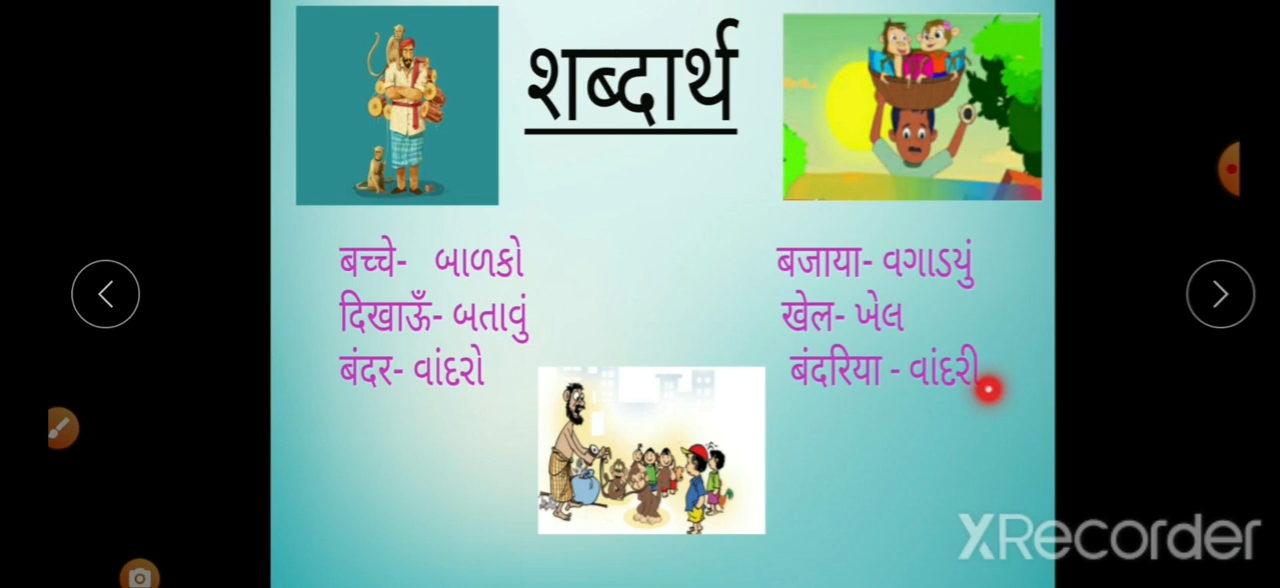 शब्दार्थ
बच्चे- બાળકો
दिखाऊँ- બતાવું
बंदर- વાંદરો
बजाया- વગાડયું
खेल- ખેલ
बंदरिया - વાંદરી
XRecorder